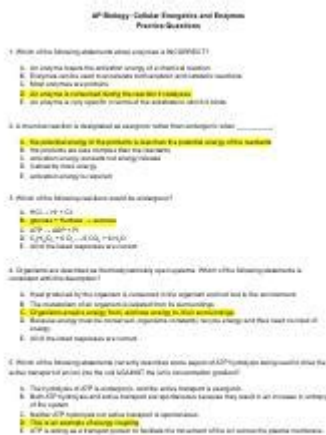 AP Biology: Cellular Energetics and Enzymes
Practice Questions
1. Which of the following statements about enzymes is INCORRECT?
A. An enzyme lowers the activation energy of a chemical reaction.
B. Enzymes can be used to accelerate both anabolic and catabolic reactions.
C. Most enzymes are proteins.
D. An enzyme is consumed during the reaction it catalyzes.
E. An enzyme is very specific in terms of the substrate to which it binds.
2. A chemical reaction is designated as exergonic rather than endergonic when
A. the potential energy of the products is less than the potential energy of the reactants
B. the products are less complex than the reactants
C. activation energy exceeds net energy release
D. 
E. activation energy is required
3. Which of the following reactions would be endergonic?
A. HCl → H+ + Cl-
B. glucose + fructose → sucrose
C. ATP → ADP + Pi
D. C6H12O6 + 6 O2 → 6 CO2 + 6 H2O
E. All of the listed reactions are correct
4. Organisms are described as thermodynamically open systems. Which of the following statements is
consistent with this description?
A. Heat produced by the organism is conserved in the organism and not lost to the environment.
B. The metabolism of an organism is isolated from its surroundings.
C. Organisms acquire energy from, and lose energy to, their surroundings.
D. Because energy must be conserved, organisms constantly recycle energy and thus need no input of
energy.
E. All of the listed responses are correct.
5. Which of the following statements correctly describes some aspect of ATP hydrolysis being used to drive the
active transport of an ion into the cell AGAINST the ion's concentration gradient?
A. The hydrolysis of ATP is endergonic, and the active transport is exergonic.
B. Both ATP hydrolysis and active transport are spontaneous because they result in an increase in entropy
of the system.
C. Neither ATP hydrolysis nor active transport is spontaneous.
D. This is an example of energy coupling.
E. ATP is acting as a transport protein to facilitate the movement of the ion across the plasma membrane.